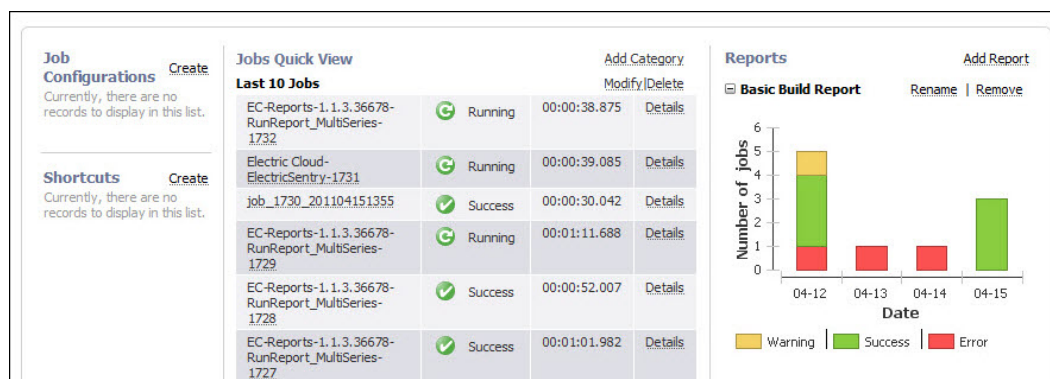 Job
Configurations
Create
Currently, there are no
records to display in this list.
Shortcuts
Create
Currently, there are no
records to display in this list.
Jobs Quick View
Add Category
Last 10 Jobs
Modify|Delete
EC-Reports-1.1.3.36678-
RunReport_MultiSeries-
1732
Running
00:00:38.875
Details
Electric Cloud-
ElectricSentry-1731
Running
00:00:39.085
Details
job_1730_201104151355
Success
00:00:30.042
Details
EC-Reports-1.1.3.36678-
RunReport_MultiSeries-
1729
Running
00:01:11.688
Details
EC-Reports-1.1.3.36678-
RunReport_MultiSeries-
1728
Success
00:00:52.007
Details
EC-Reports-1.1.3.36678-
RunReport_MultiSeries-
1727
Success
00:01:01.982
Details
Reports
Add Report
Basic Build Report
Rename | Remove
Number of jobs
6
5
4
3
2
1
0
04-12 04-13 04-14 04-15
Date
Warning Success Error